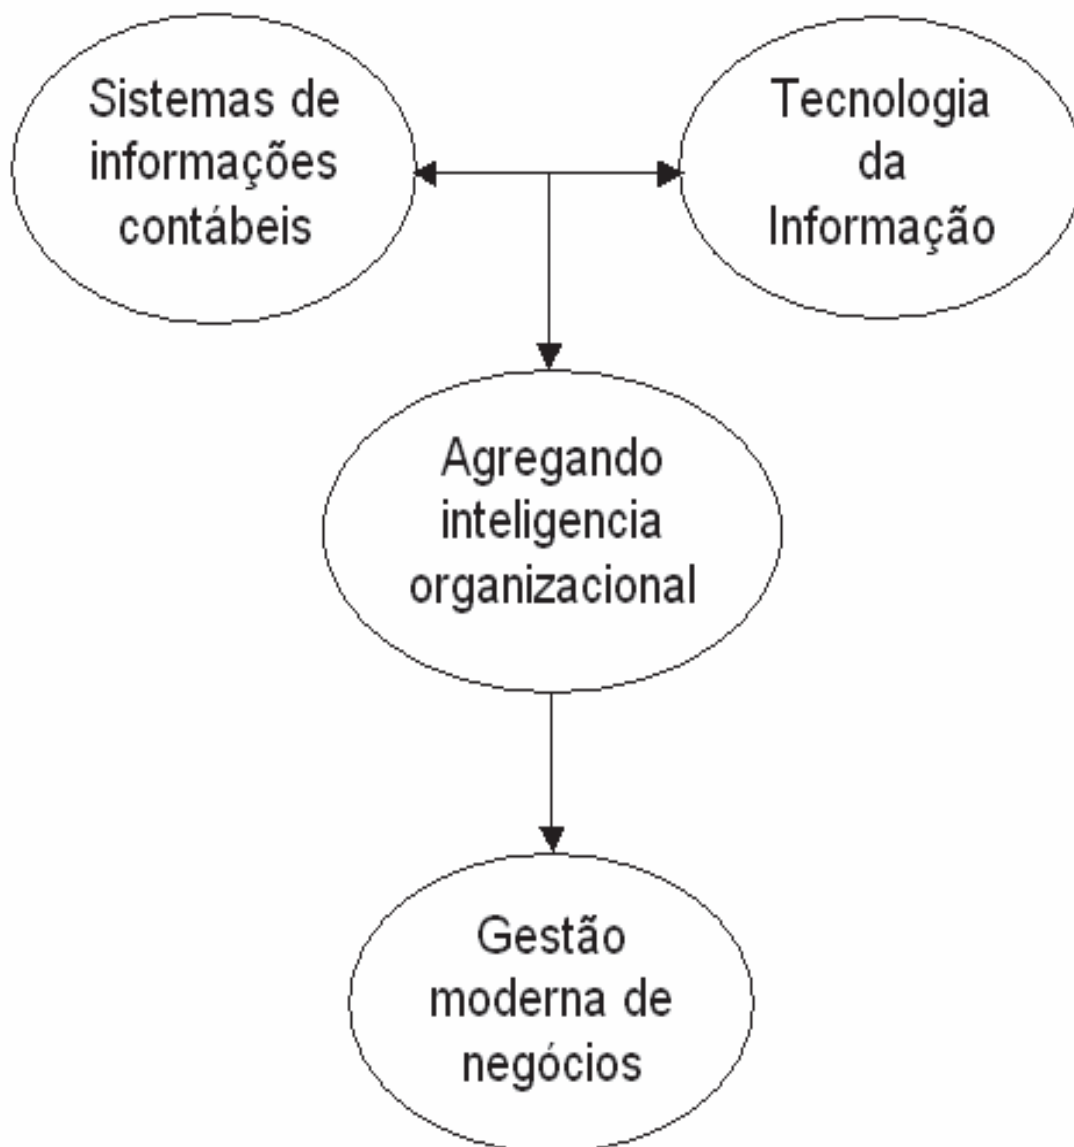 Sistemas de
informações
contábeis
Tecnologia
da
Informação
Agregando
inteligencia
organizacional
Gestão
moderna de
negócios